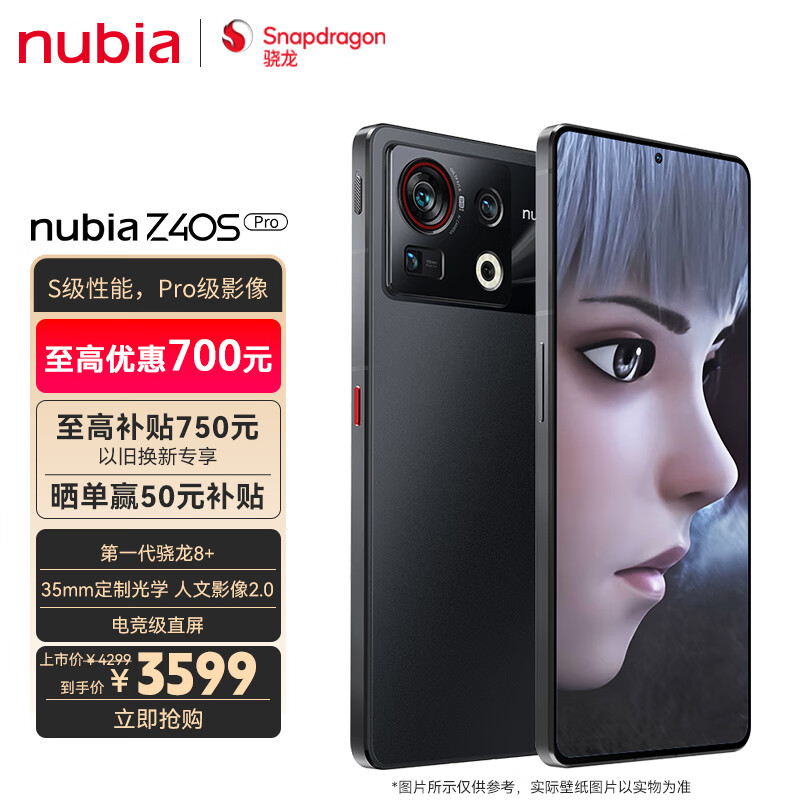 nubia
Snapdragon
骁龙
nubia Z40S Pro
S级性能，Pro级影像
至高优惠700元
至高补贴750元
以旧换新专享
晒单赢50元补贴
第一代骁龙8+
35mm定制光学 人文影像2.0
电竞级直屏
上市价￥4299
到手价￥3599
立即抢购
nu
*图片所示仅供参考，实际壁纸图片以实物为准